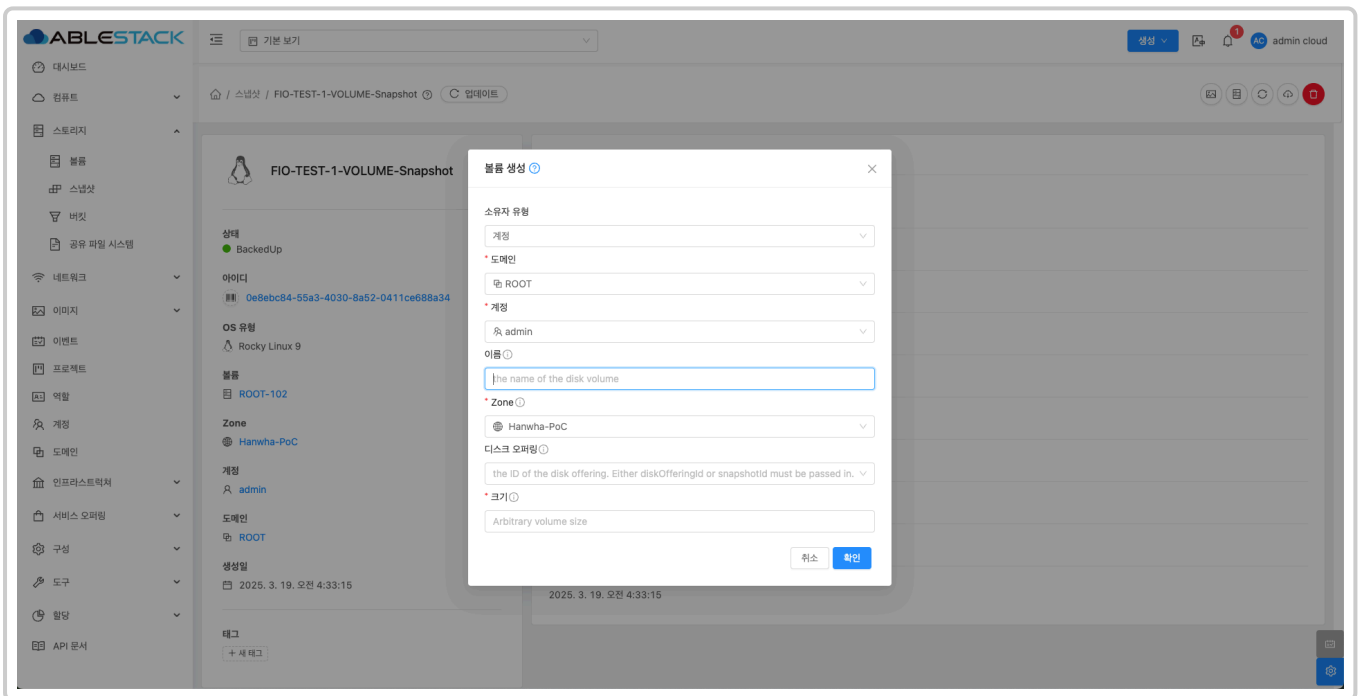 ABLESTACK
기본 보기
생성
1
AC
admin cloud
대시보드
컴퓨트
스토리지
볼륨
스냅샷
버킷
공유 파일 시스템
네트워크
이미지
이벤트
프로젝트
역할
계정
도메인
인프라스트럭쳐
서비스 오퍼링
구성
도구
할당
API 문서
/ 스냅샷 / FIO-TEST-1-VOLUME-Snapshot
업데이트
FIO-TEST-1-VOLUME-Snapshot
상태
BackedUp
아이디
0e8ebc84-55a3-4030-8a52-0411ce688a34
OS 유형
Rocky Linux 9
볼륨
ROOT-102
Zone
Hanwha-PoC
계정
admin
도메인
ROOT
생성일
2025. 3. 19. 오전 4:33:15
태그
+ 새 태그
볼륨 생성
소유자 유형
계정
* 도메인
ROOT
* 계정
admin
이름
the name of the disk volume
* Zone
Hanwha-PoC
디스크 오퍼링
the ID of the disk offering. Either diskOfferingId or snapshotId must be passed in.
* 크기
Arbitrary volume size
취소
확인
2025. 3. 19. 오전 4:33:15